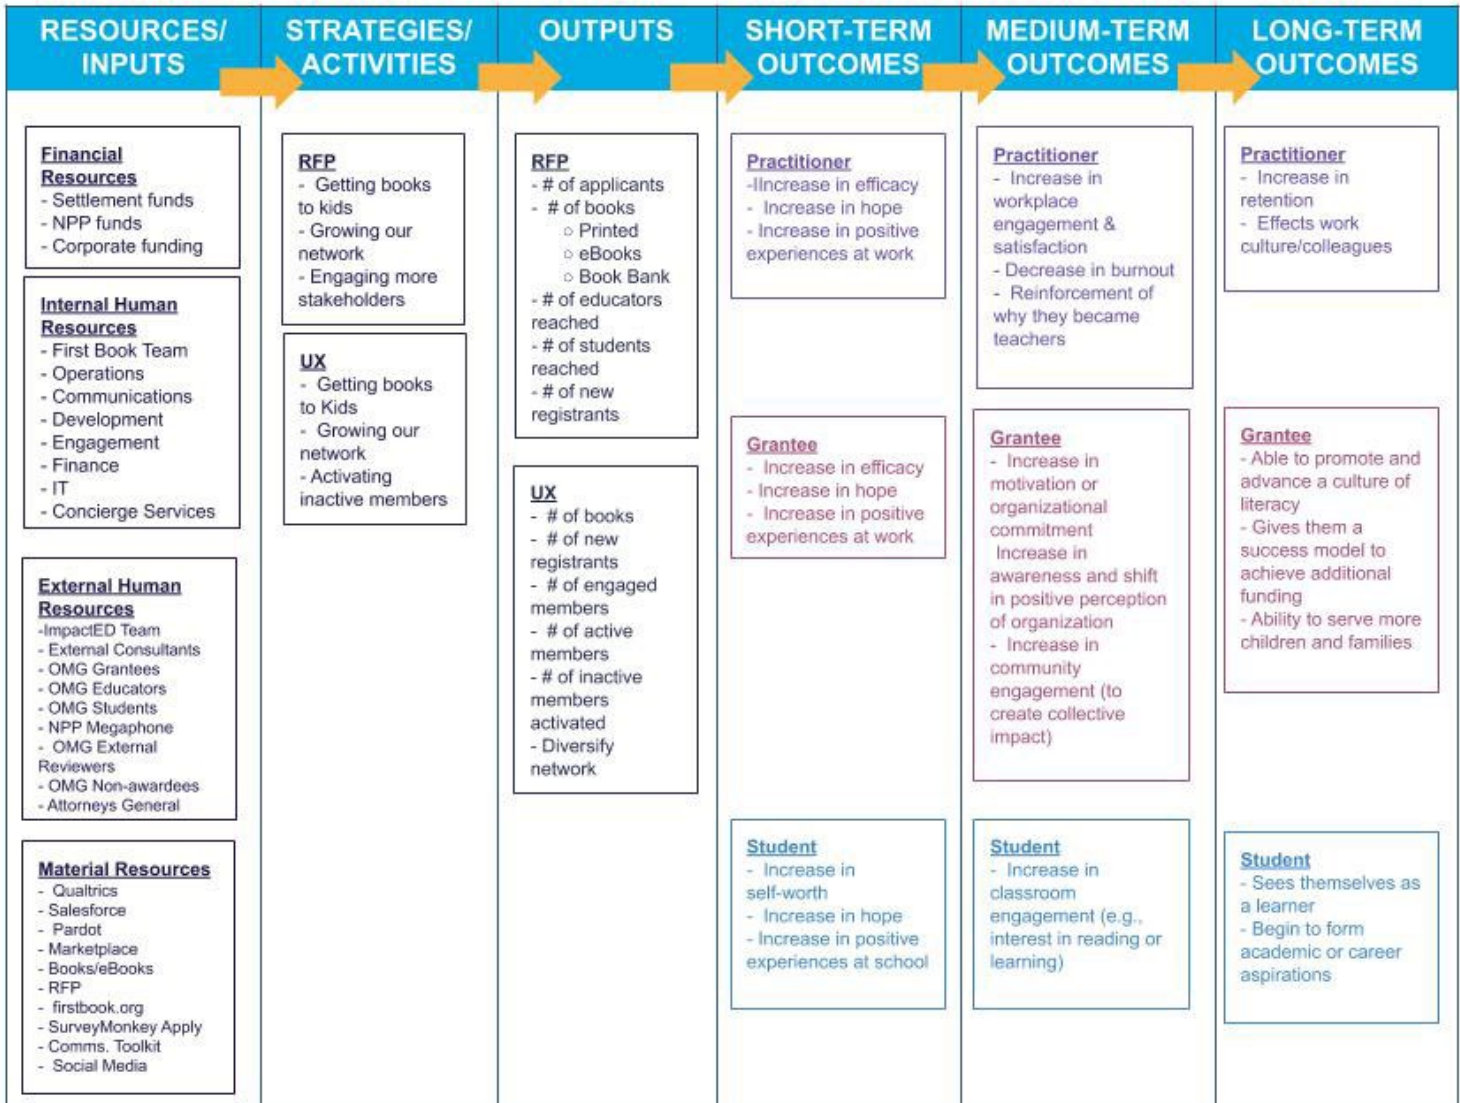 RESOURCES/
INPUTS
STRATEGIES/
ACTIVITIES
OUTPUTS
SHORT-TERM
OUTCOMES
MEDIUM-TERM
OUTCOMES
LONG-TERM
OUTCOMES
Financial
Resources
- Settlement funds
- NPP funds
- Corporate funding
Internal Human
Resources
- First Book Team
- Operations
- Communications
- Development
- Engagement
- Finance
- IT
- Concierge Services
External Human
Resources
-ImpactED Team
- External Consultants
- OMG Grantees
- OMG Educators
- OMG Students
- NPP Megaphone
- OMG External
Reviewers
- OMG Non-awardees
- Attorneys General
Material Resources
- Qualtrics
- Salesforce
- Pardot
- Marketplace
- Books/eBooks
- RFP
- firstbook.org
- SurveyMonkey Apply
- Comms. Toolkit
- Social Media
RFP
- Getting books
to kids
- Growing our
network
- Engaging more
stakeholders
UX
- Getting books
to Kids
- Growing our
network
- Activating
inactive members
RFP
- # of applicants
- # of books
○ Printed
○ eBooks
○ Book Bank
- # of educators
reached
- # of students
reached
- # of new
registrants
UX
- # of books
- # of new
registrants
- # of engaged
members
- # of active
members
- # of inactive
members
activated
- Diversify
network
Practitioner
-IIncrease in efficacy
- Increase in hope
- Increase in positive
experiences at work
Grantee
- Increase in efficacy
- Increase in hope
- Increase in positive
experiences at work
Student
- Increase in
self-worth
- Increase in hope
- Increase in positive
experiences at school
Practitioner
- Increase in
workplace
engagement &
satisfaction
- Decrease in burnout
- Reinforcement of
why they became
teachers
Grantee
- Increase in
motivation or
organizational
commitment
Increase in
awareness and shift
in positive perception
of organization
- Increase in
community
engagement (to
create collective
impact)
Student
- Increase in
classroom
engagement (e.g.,
interest in reading or
learning)
Practitioner
- Increase in
retention
- Effects work
culture/colleagues
Grantee
- Able to promote and
advance a culture of
literacy
- Gives them a
success model to
achieve additional
funding
- Ability to serve more
children and families
Student
- Sees themselves as
a learner
- Begin to form
academic or career
aspirations